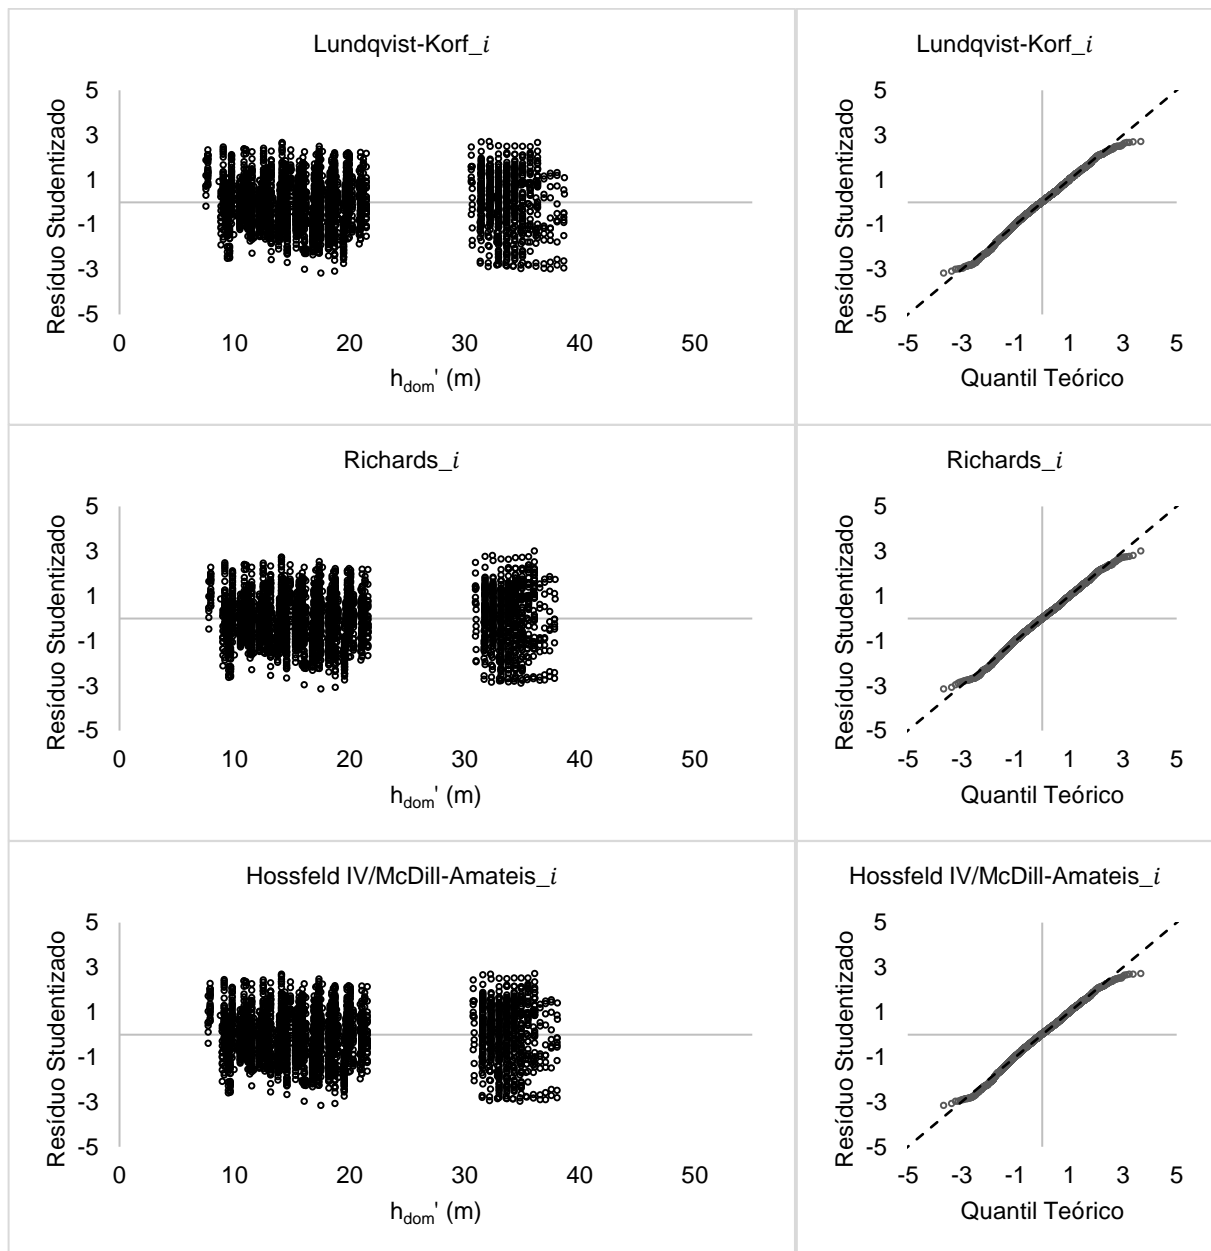 Lundqvist-Korf_i
Resíduo Studentizado
5
3
1
-1
-3
-5
0 10 20 30 40 50
hdom' (m)
Lundqvist-Korf_i
Resíduo Studentizado
5
3
1
-1
-3
-5
-5 -3 -1 1 3 5
Quantil Teórico
Richards_i
Resíduo Studentizado
5
3
1
-1
-3
-5
0 10 20 30 40 50
hdom' (m)
Richards_i
Resíduo Studentizado
5
3
1
-1
-3
-5
-5 -3 -1 1 3 5
Quantil Teórico
Hossfeld IV/McDill-Amateis_i
Resíduo Studentizado
5
3
1
-1
-3
-5
0 10 20 30 40 50
hdom' (m)
Hossfeld IV/McDill-Amateis_i
Resíduo Studentizado
5
3
1
-1
-3
-5
-5 -3 -1 1 3 5
Quantil Teórico